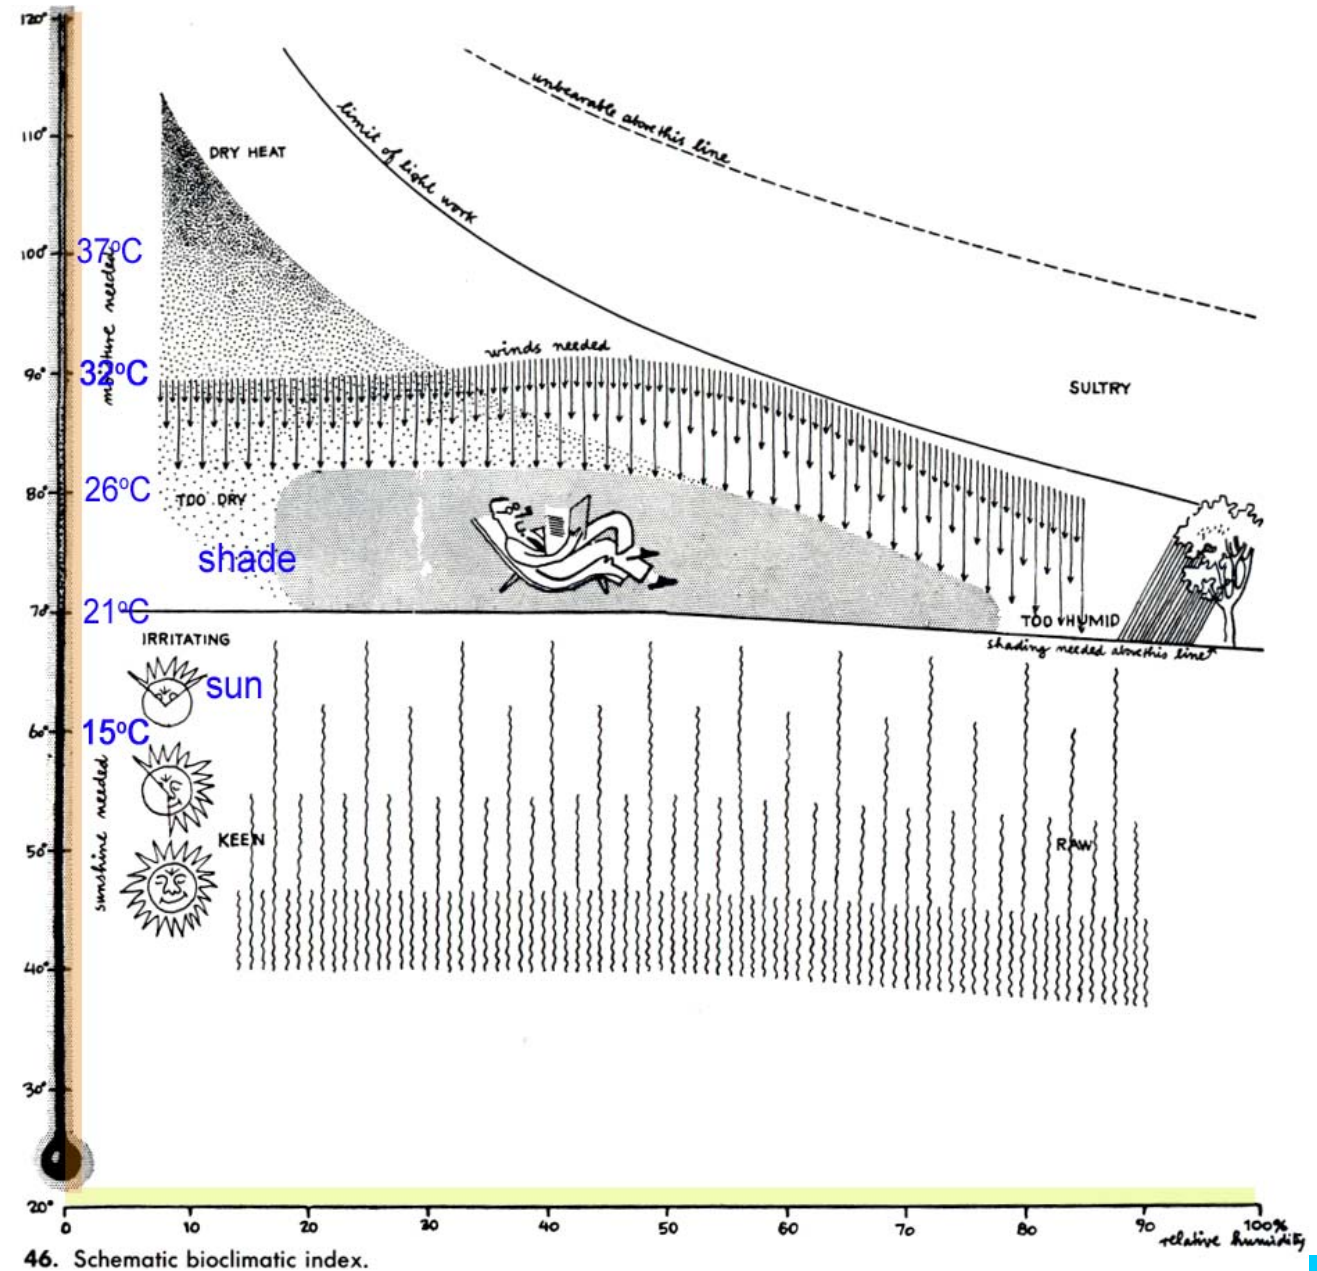 120°
110°
100°
90°
80°
70°
60°
50°
40°
30°
20°
unbearable above this line
limit of light work
DRY HEAT
37°C
moisture needed
winds needed
32°C
SULTRY
26°C
TOO DRY
shade
21°C
TOO HUMID
IRRITATING
shading needed above this line
sun
15°C
sunshine needed
KEEN
RAW
0 10 20 30 40 50 60 70 80 90 100%
relative humidity
46. Schematic bioclimatic index.